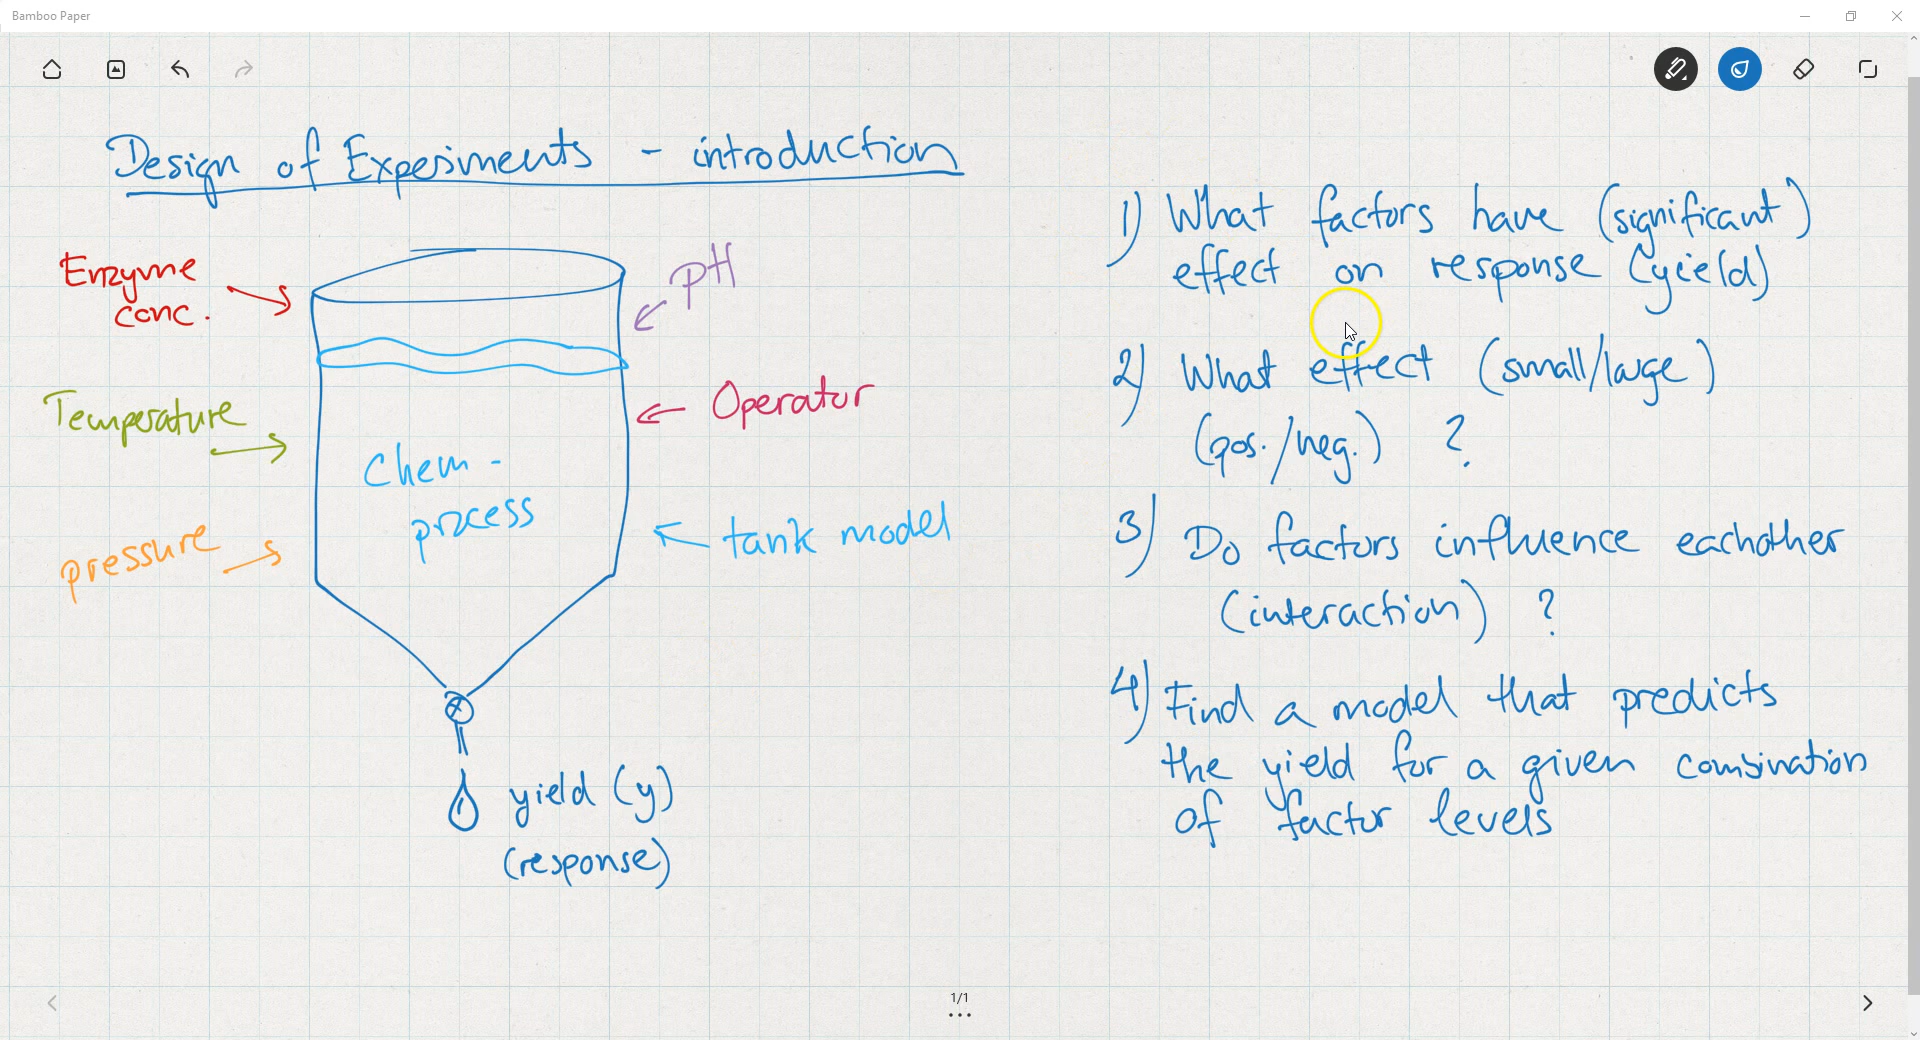 Bamboo Paper
Design of Experiments - introduction
Enzyme
conc.
pH
Temperature
Operator
Chem-
process
pressure
tank model
yield (y)
(response)
1) What factors have (significant)
effect on response (yield)
2) What effect (small/large)
(pos./neg.) ?
3) Do factors influence eachother
(interaction) ?
4) Find a model that predicts
the yield for a given combination
of factor levels
1/1